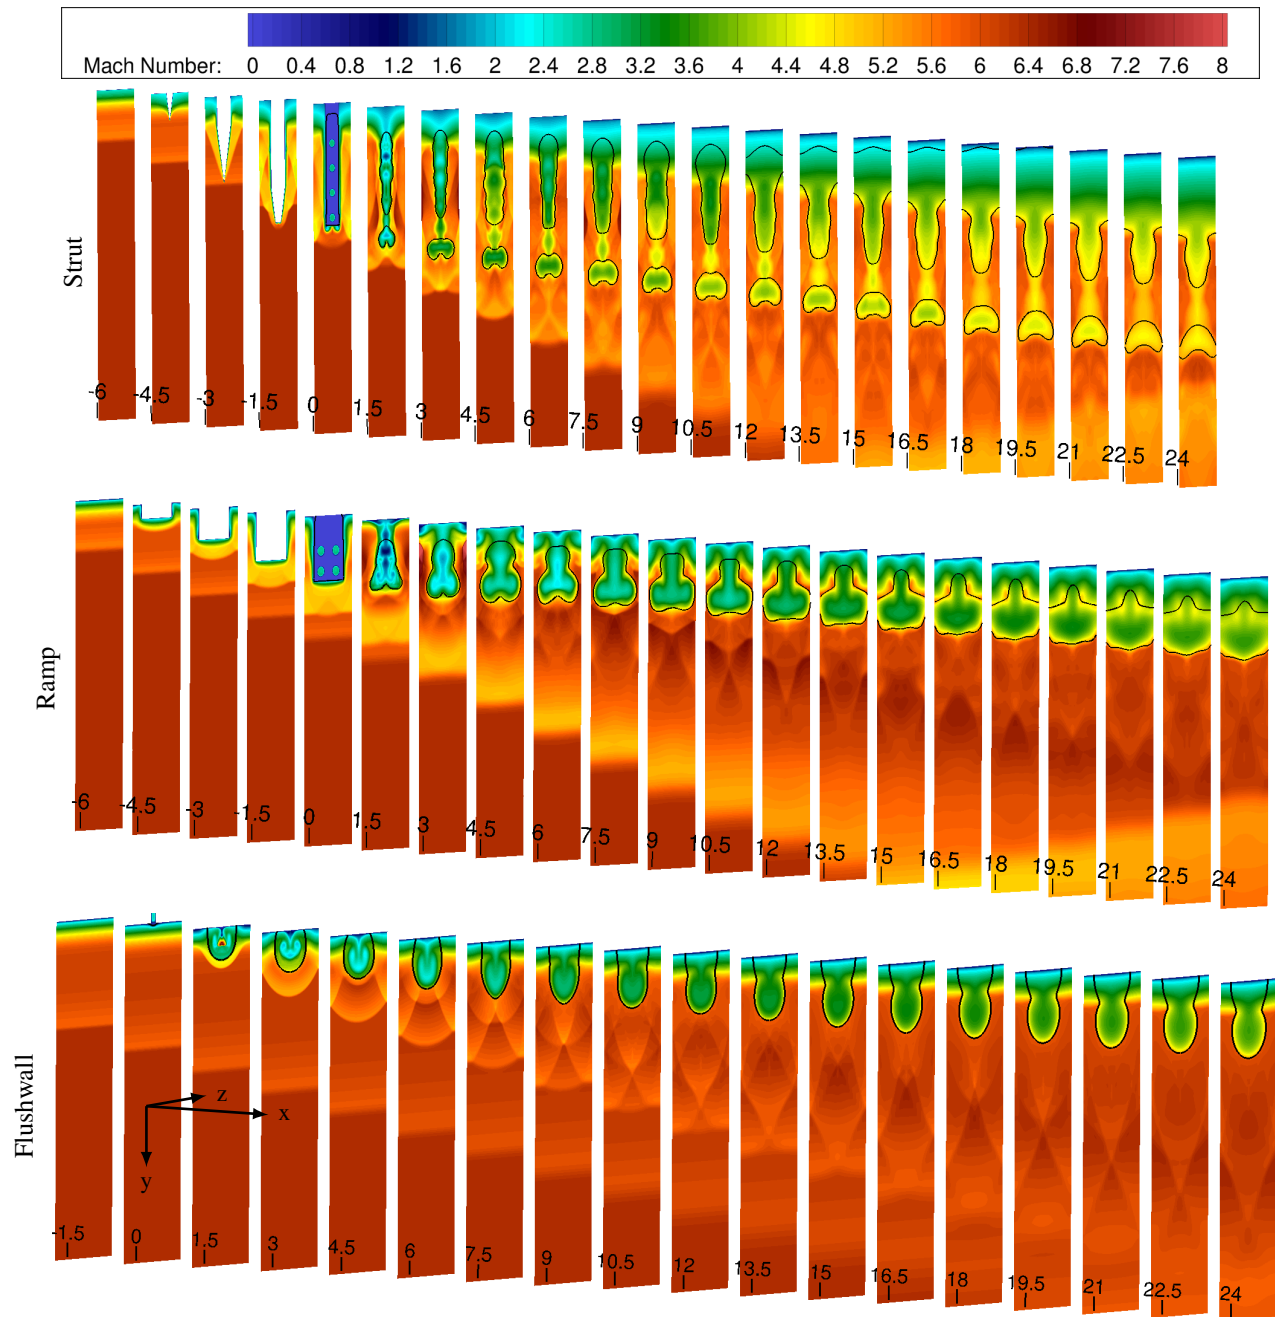 Mach Number: 0 0.4 0.8 1.2 1.6 2 2.4 2.8 3.2 3.6 4 4.4 4.8 5.2 5.6 6 6.4 6.8 7.2 7.6 8
Strut
-6 -4.5 -3 -1.5 0 1.5 3 4.5 6 7.5 9 10.5 12 13.5 15 16.5 18 19.5 21 22.5 24
Ramp
-6 -4.5 -3 -1.5 0 1.5 3 4.5 6 7.5 9 10.5 12 13.5 15 16.5 18 19.5 21 22.5 24
Flushwall
z
x
y
-1.5 0 1.5 3 4.5 6 7.5 9 10.5 12 13.5 15 16.5 18 19.5 21 22.5 24